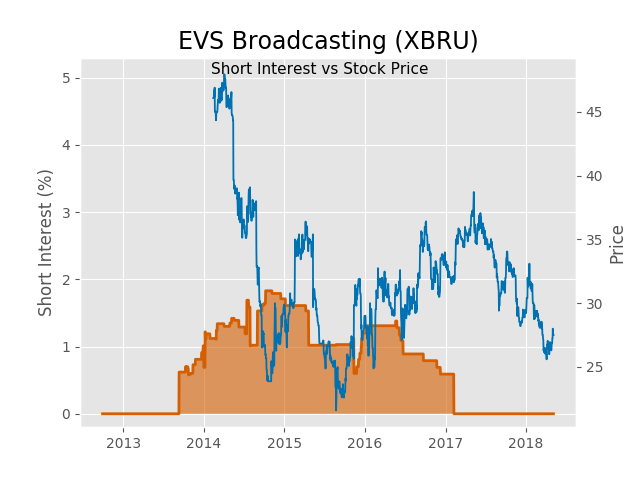 EVS Broadcasting (XBRU)
Short Interest vs Stock Price
Short Interest (%)
5
4
3
2
1
0
45
40
35
30
25
Price
2013 2014 2015 2016 2017 2018